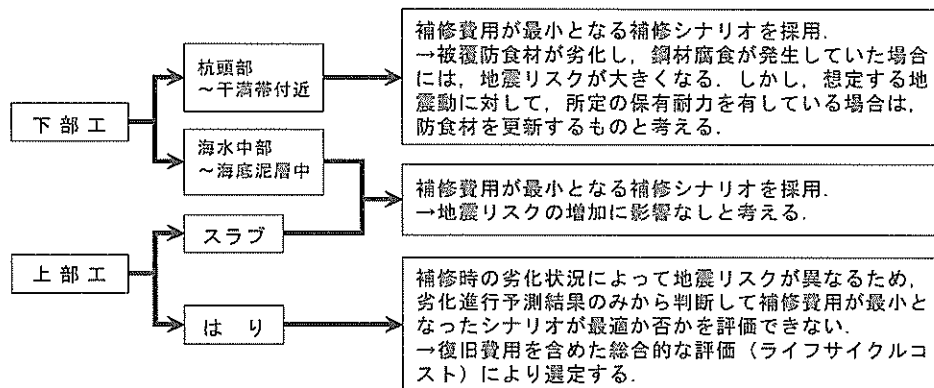 下部工
杭頭部
～干満帯付近
補修費用が最小となる補修シナリオを採用．
→被覆防食材が劣化し，鋼材腐食が発生していた場合
には，地震リスクが大きくなる．しかし，想定する地
震動に対して，所定の保有耐力を有している場合は，
防食材を更新するものと考える．
海水中部
～海底泥層中
補修費用が最小となる補修シナリオを採用．
→地震リスクの増加に影響なしと考える．
上部工
スラブ
はり
補修時の劣化状況によって地震リスクが異なるため，
劣化進行予測結果のみから判断して補修費用が最小と
なったシナリオが最適か否かを評価できない．
→復旧費用を含めた総合的な評価（ライフサイクルコ
スト）により選定する．